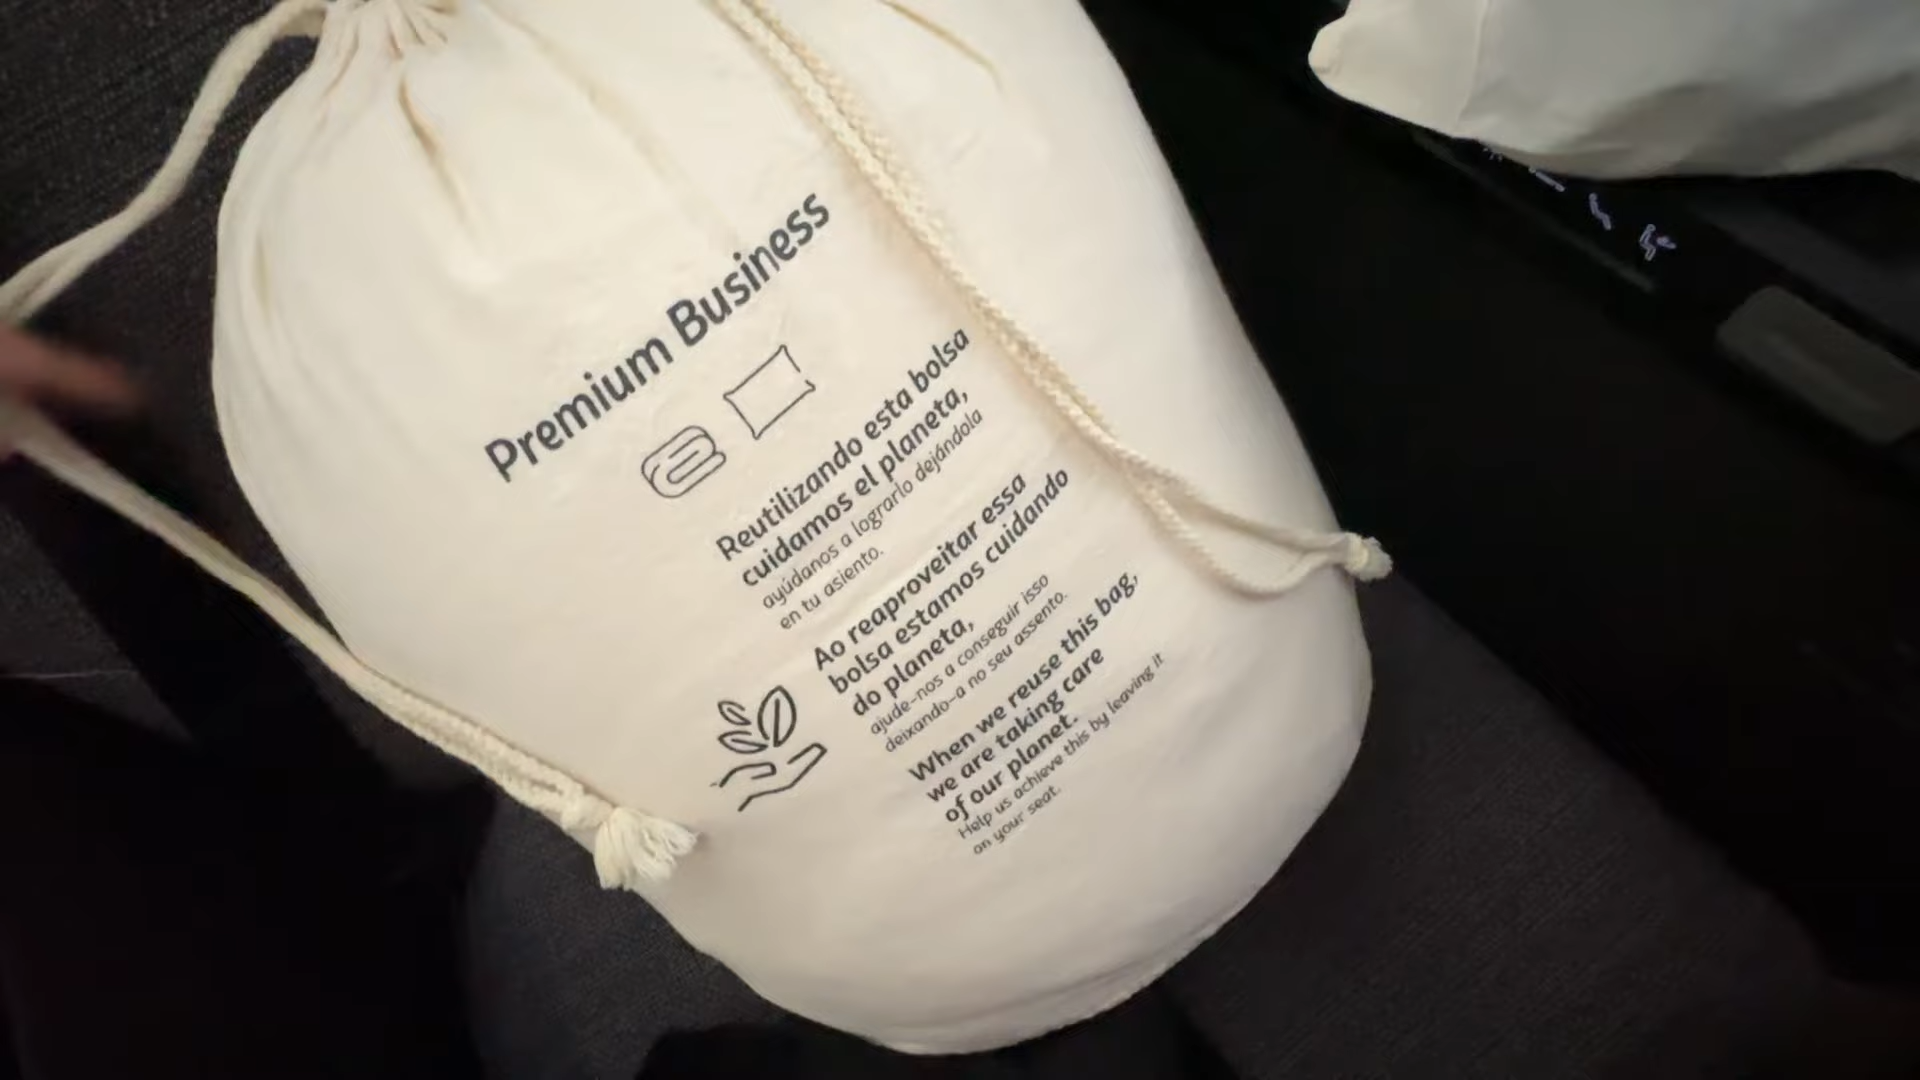 Premium Business
Reutilizando esta bolsa
cuidamos el planeta,
ayúdanos a lograrlo dejándola
en tu asiento.
Ao reaproveitar essa
bolsa estamos cuidando
do planeta,
ajude-nos a conseguir isso
deixando-a no seu assento.
When we reuse this bag,
we are taking care
of our planet.
Help us achieve this by leaving it
on your seat.